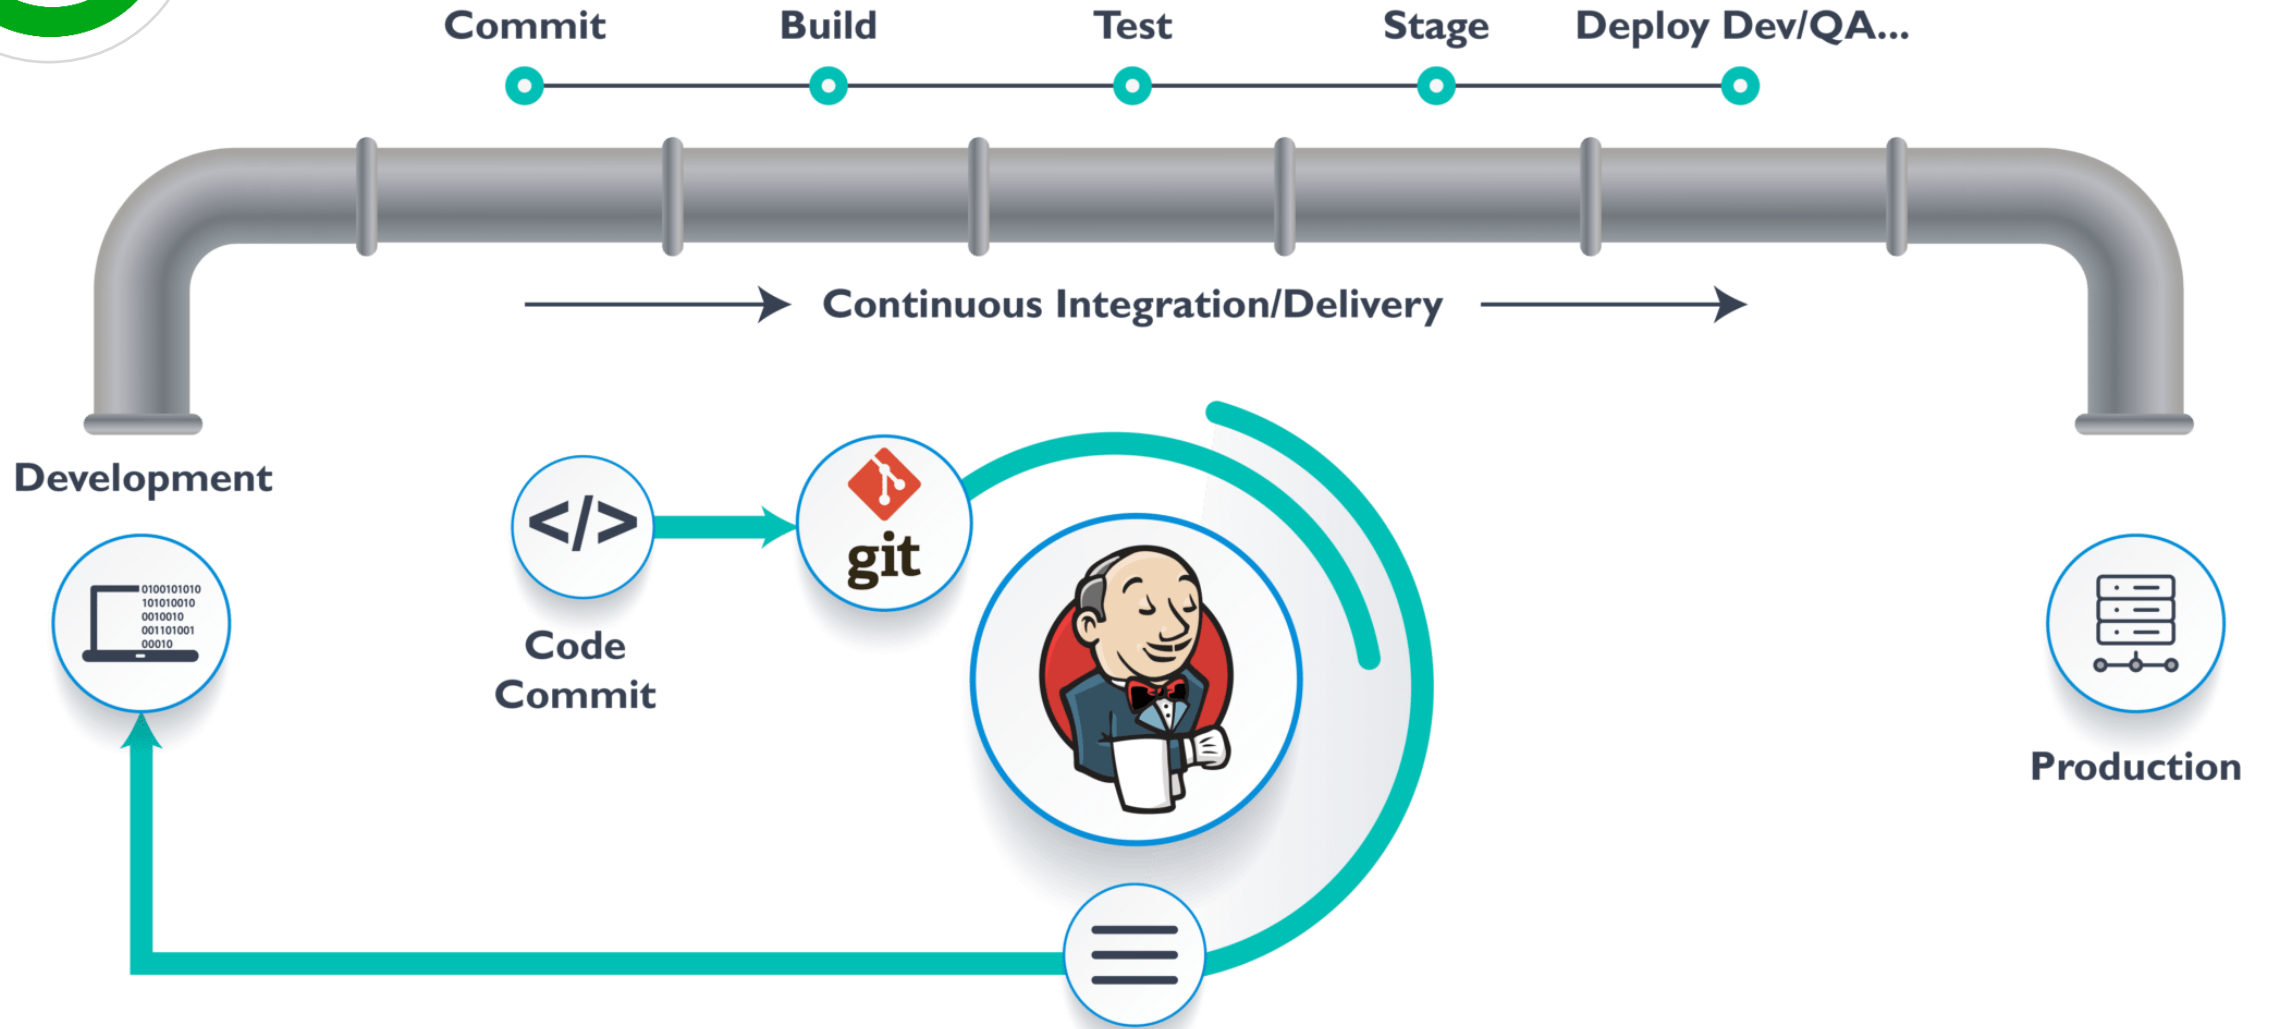 Commit
Build
Test
Stage
Deploy Dev/QA...
Continuous Integration/Delivery
Development
0100101010
101010010
0010010
001101001
00010
</>
Code
Commit
git
Production